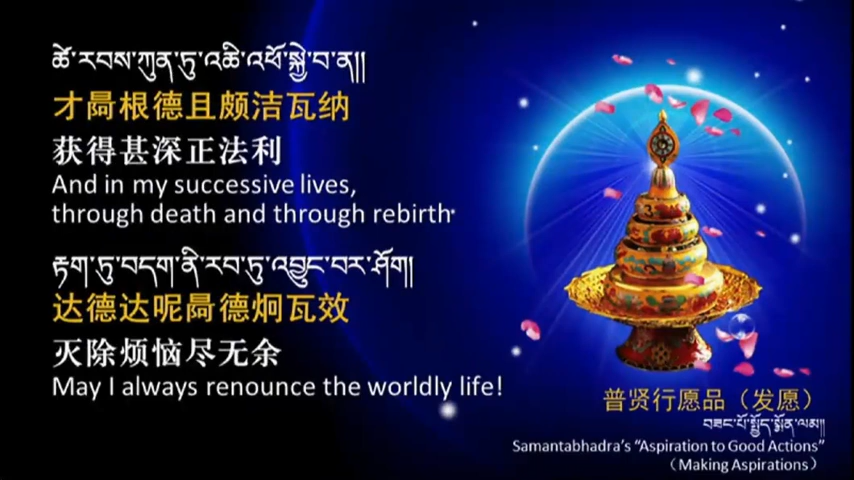 ཚེ་རབས་ཀུན་ཏུ་འཆི་འཕོ་སྐྱེ་བ་ན།།
才昺根德且颇洁瓦纳
获得甚深正法利
And in my successive lives,
through death and through rebirth
རྟག་ཏུ་བདག་ནི་རབ་ཏུ་འབྱུང་བར་ཤོག།
达德达呢昺德炯瓦效
灭除烦恼尽无余
May I always renounce the worldly life!
普贤行愿品（发愿）
བཟང་པོ་སྤྱོད་སྨོན་ལམ།།
Samantabhadra's "Aspiration to Good Actions"
（Making Aspirations）